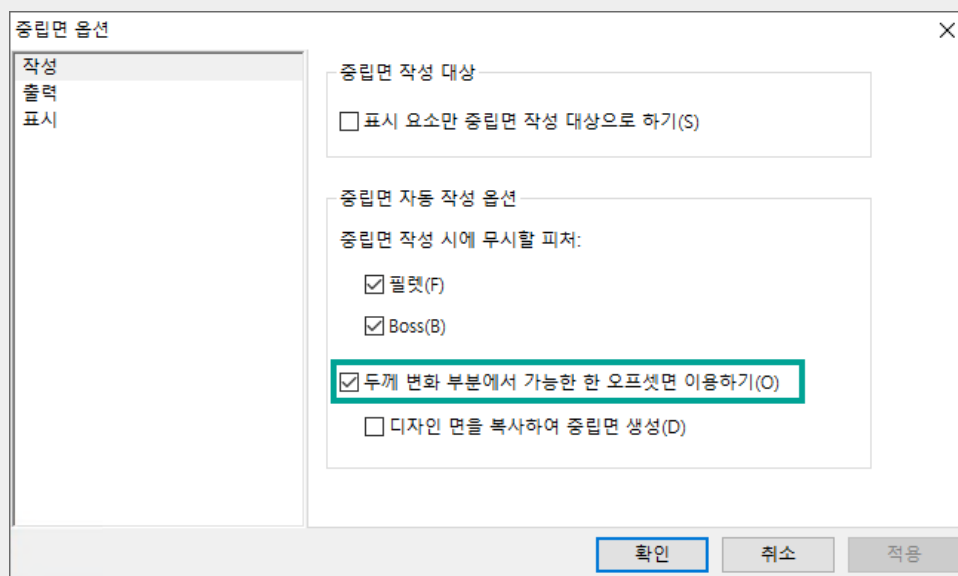 중립면 옵션
작성
출력
표시
중립면 작성 대상
표시 요소만 중립면 작성 대상으로 하기(S)
중립면 자동 작성 옵션
중립면 작성 시에 무시할 피처:
필렛(F)
Boss(B)
두께 변화 부분에서 가능한 한 오프셋면 이용하기(O)
디자인 면을 복사하여 중립면 생성(D)
확인
취소
적용